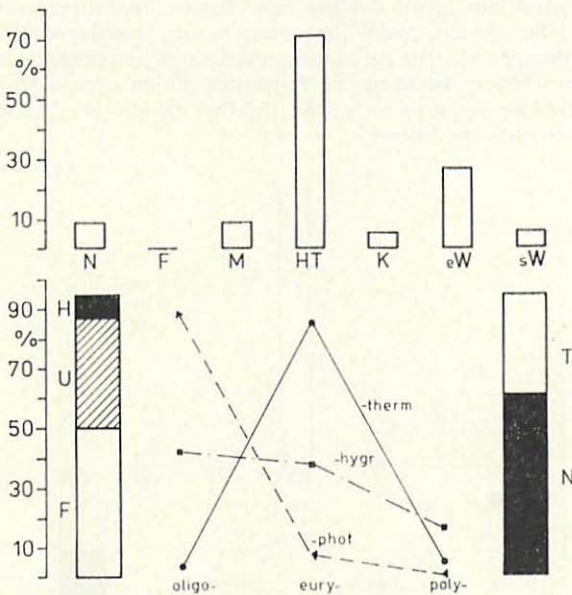 70
%
50
30
10
N F M HT K eW sW
H
90
%
U
70
50
F
30
10
-therm
-hygr
-phot
oligo- eury- poly-
T
N